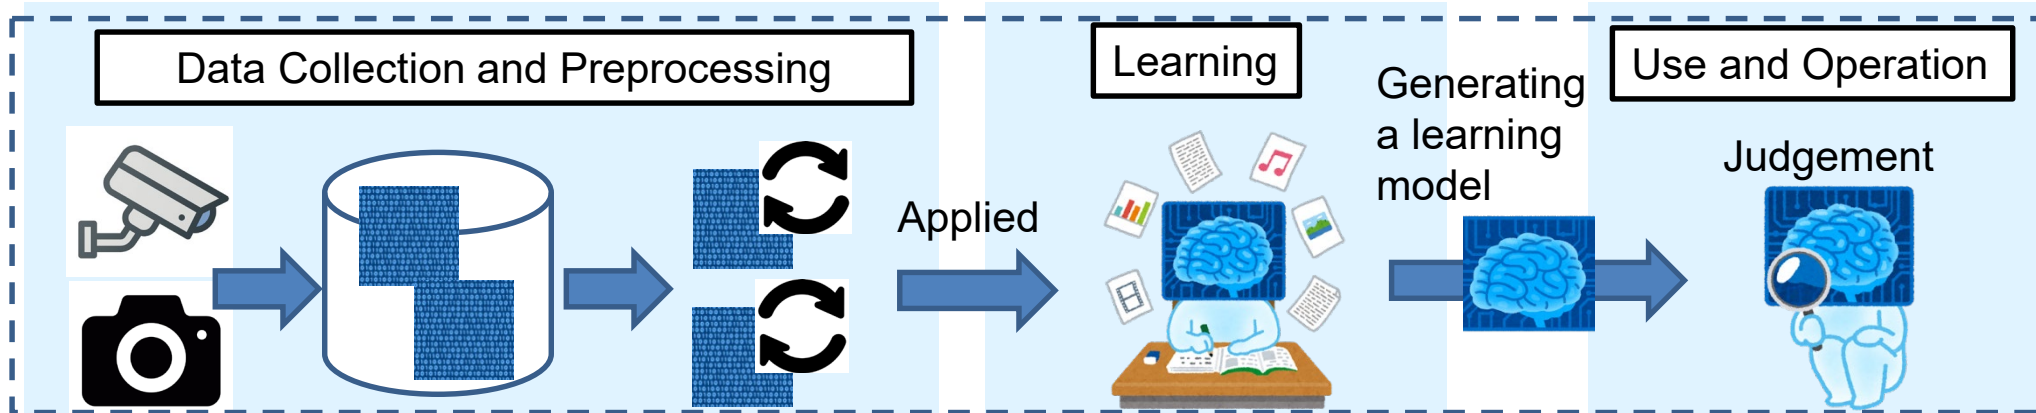 Data Collection and Preprocessing
Learning
Use and Operation
Applied
Generating
a learning
model
Judgement